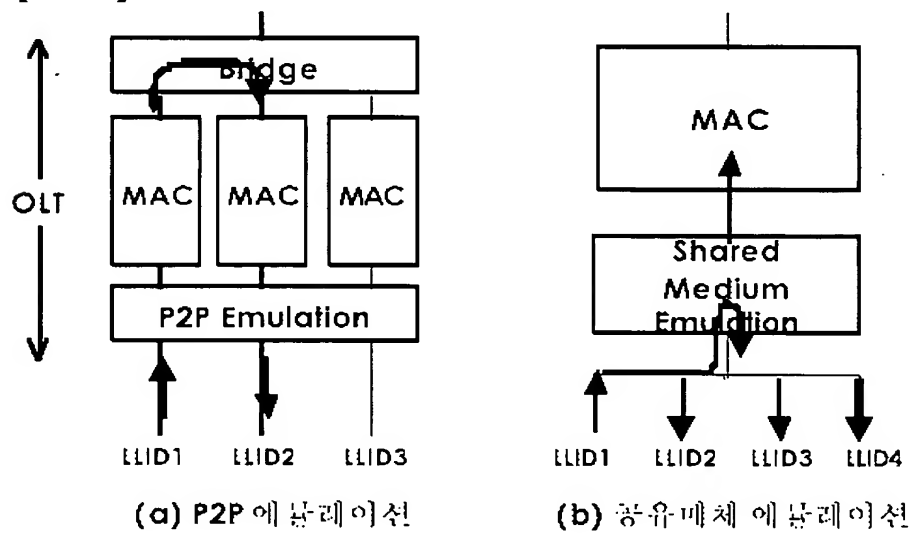 Bridge
MAC MAC MAC
OLT
P2P Emulation
LLID1 LLID2 LLID3
(a) P2P 에뮬레이션
MAC
Shared
Medium
Emulation
LLID1 LLID2 LLID3 LLID4
(b) 공유매체 에뮬레이션